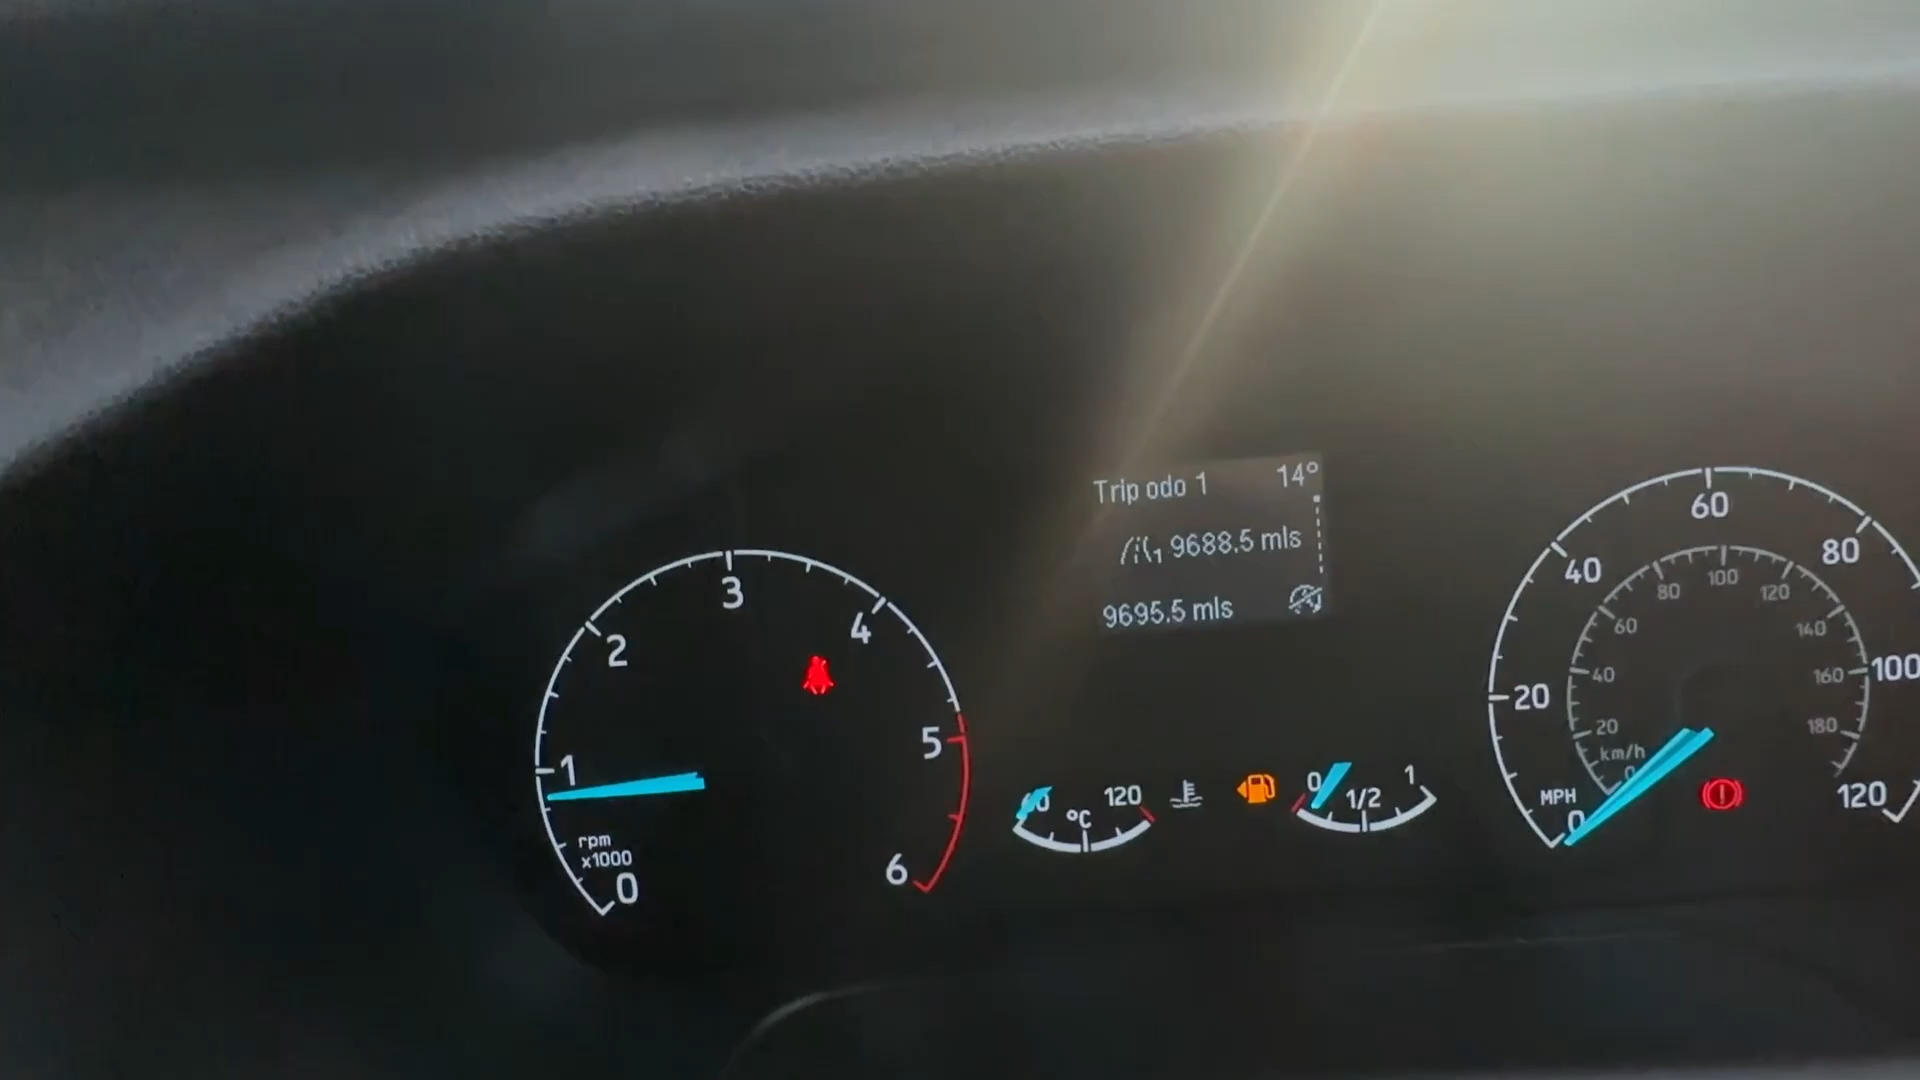 Trip odo 1 14°
1 9688.5 mls
9695.5 mls
0 1 2 3 4 5 6
rpm
x1000
120
°C
0 1/2 1
0 20 40 60 80 100 120
MPH
0 20 40 60 80 100 120 140 160 180
km/h